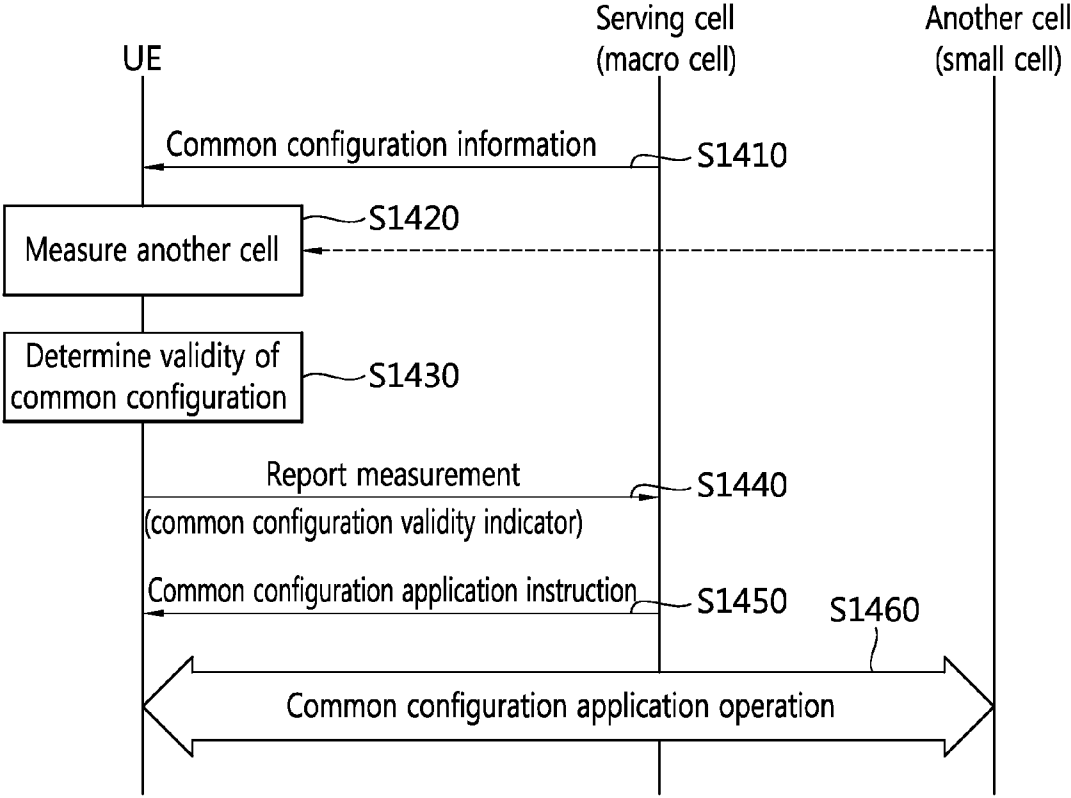 UE
Serving cell
(macro cell)
Another cell
(small cell)
Common configuration information
S1410
Measure another cell
S1420
Determine validity of
common configuration
S1430
Report measurement
(common configuration validity indicator)
S1440
Common configuration application instruction
S1450
S1460
Common configuration application operation